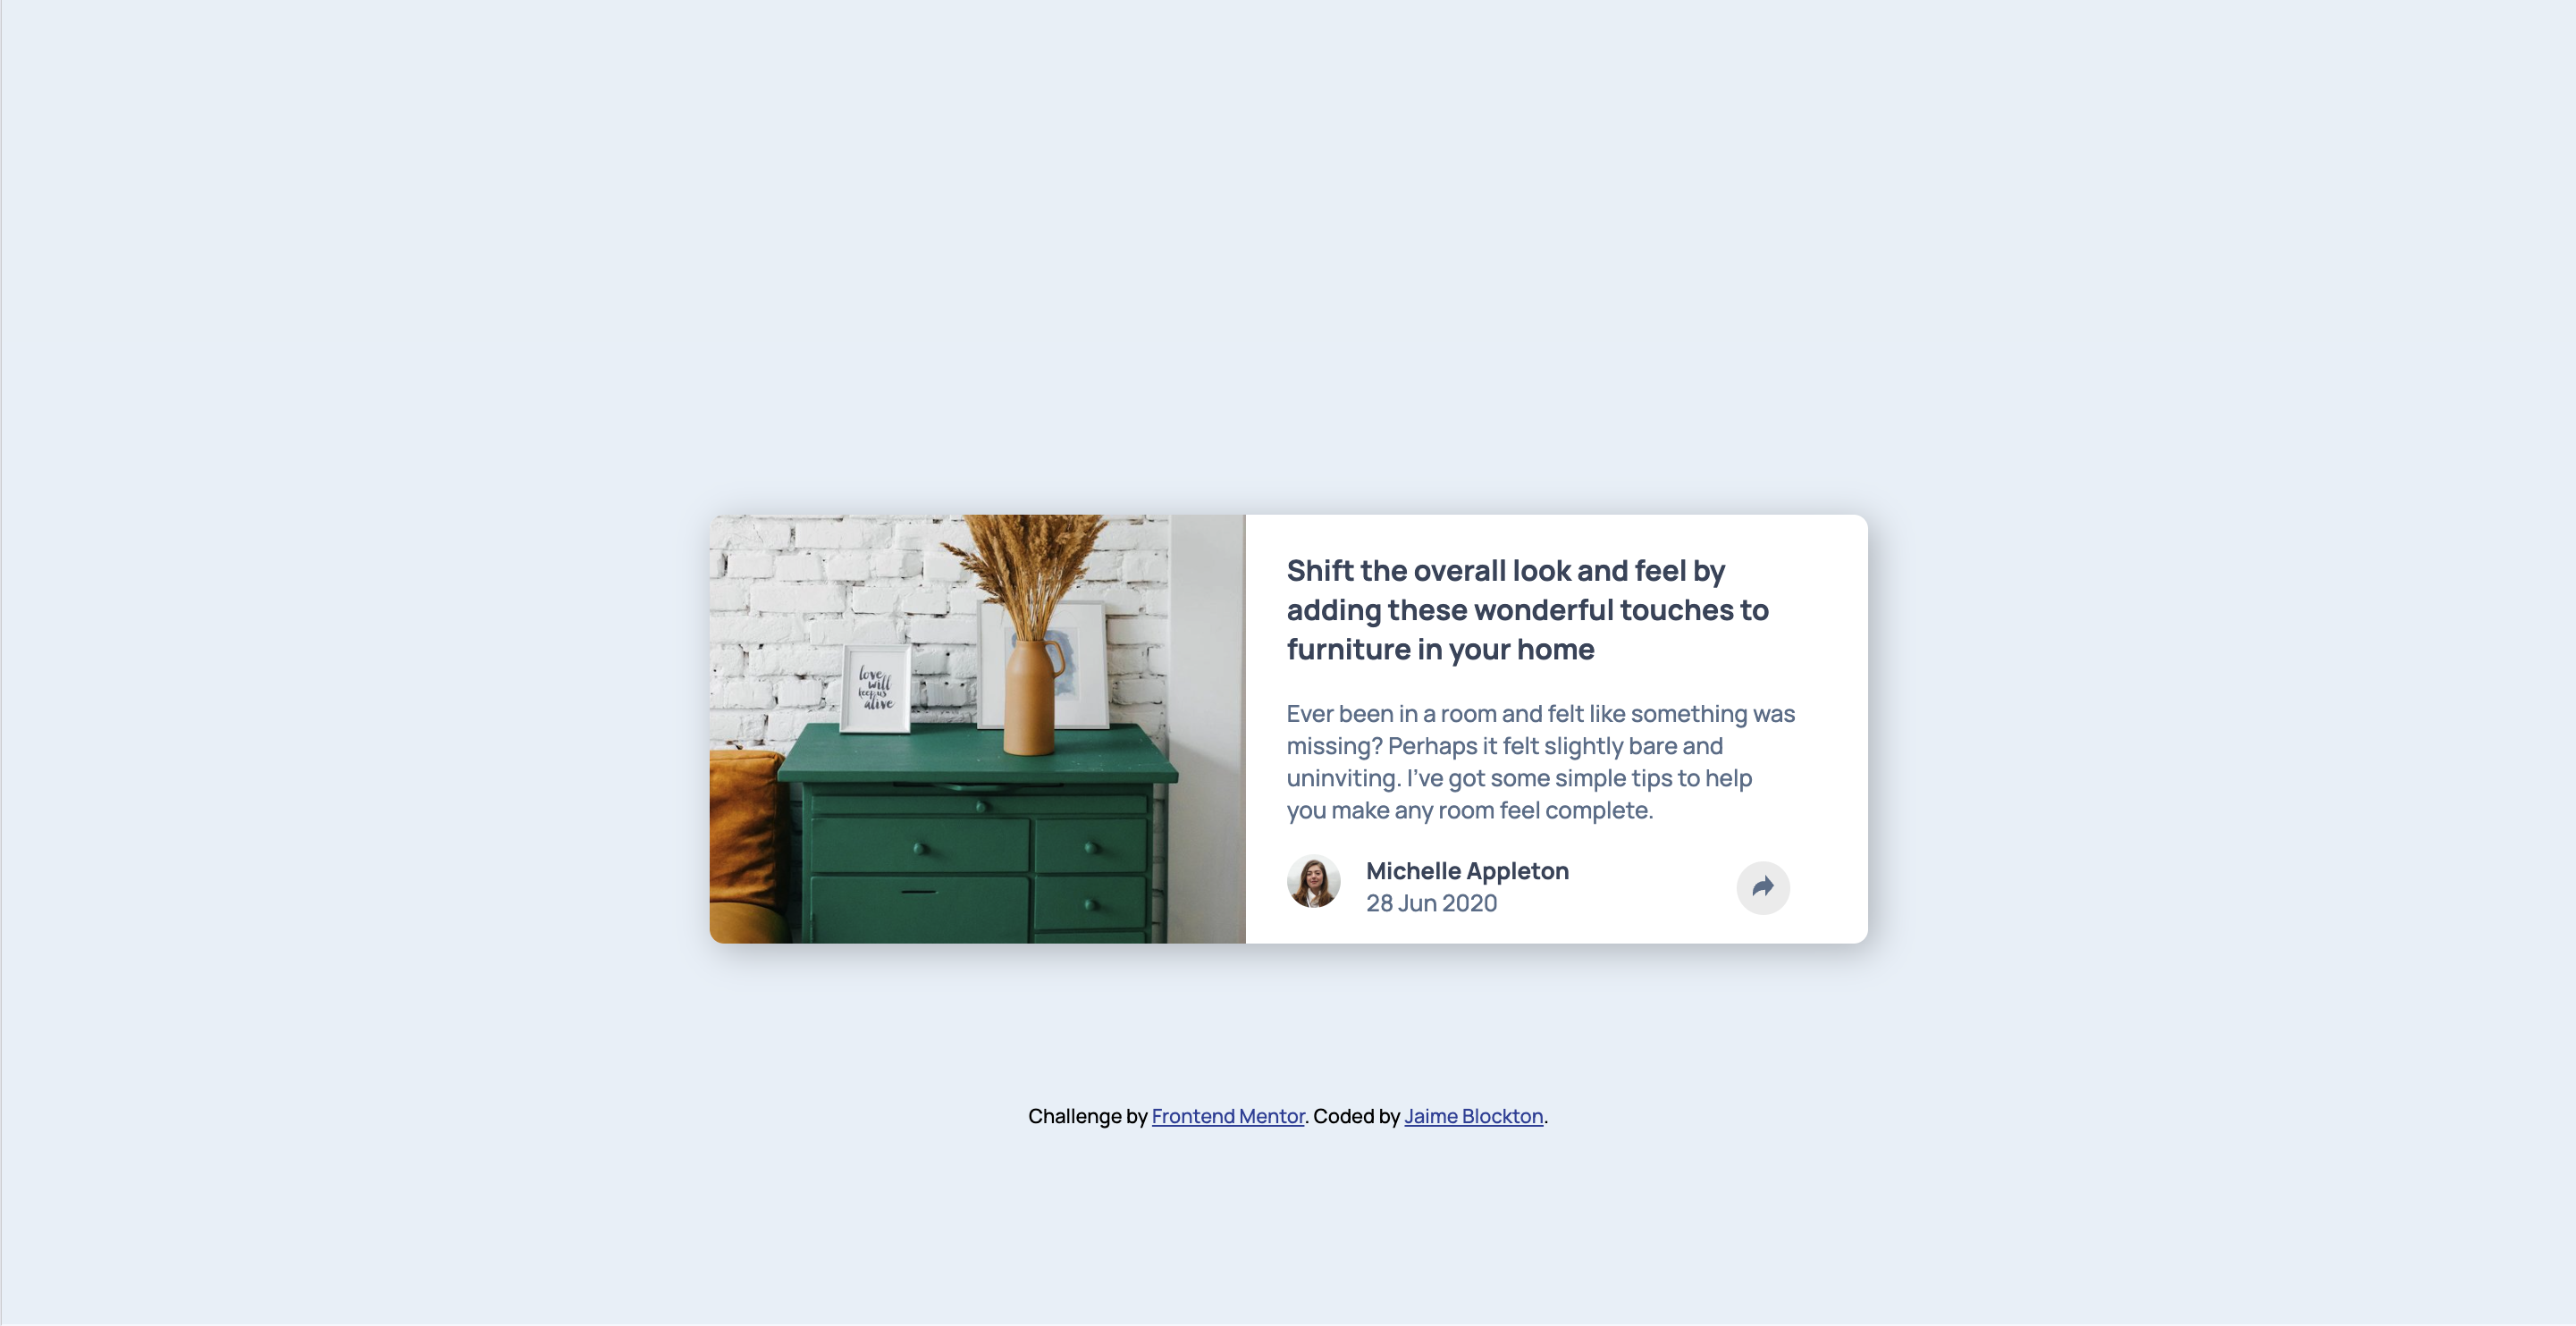 love
will
keep us
alive
Shift the overall look and feel by
adding these wonderful touches to
furniture in your home
Ever been in a room and felt like something was
missing? Perhaps it felt slightly bare and
uninviting. I’ve got some simple tips to help
you make any room feel complete.
Michelle Appleton
28 Jun 2020
Challenge by Frontend Mentor. Coded by Jaime Blockton.